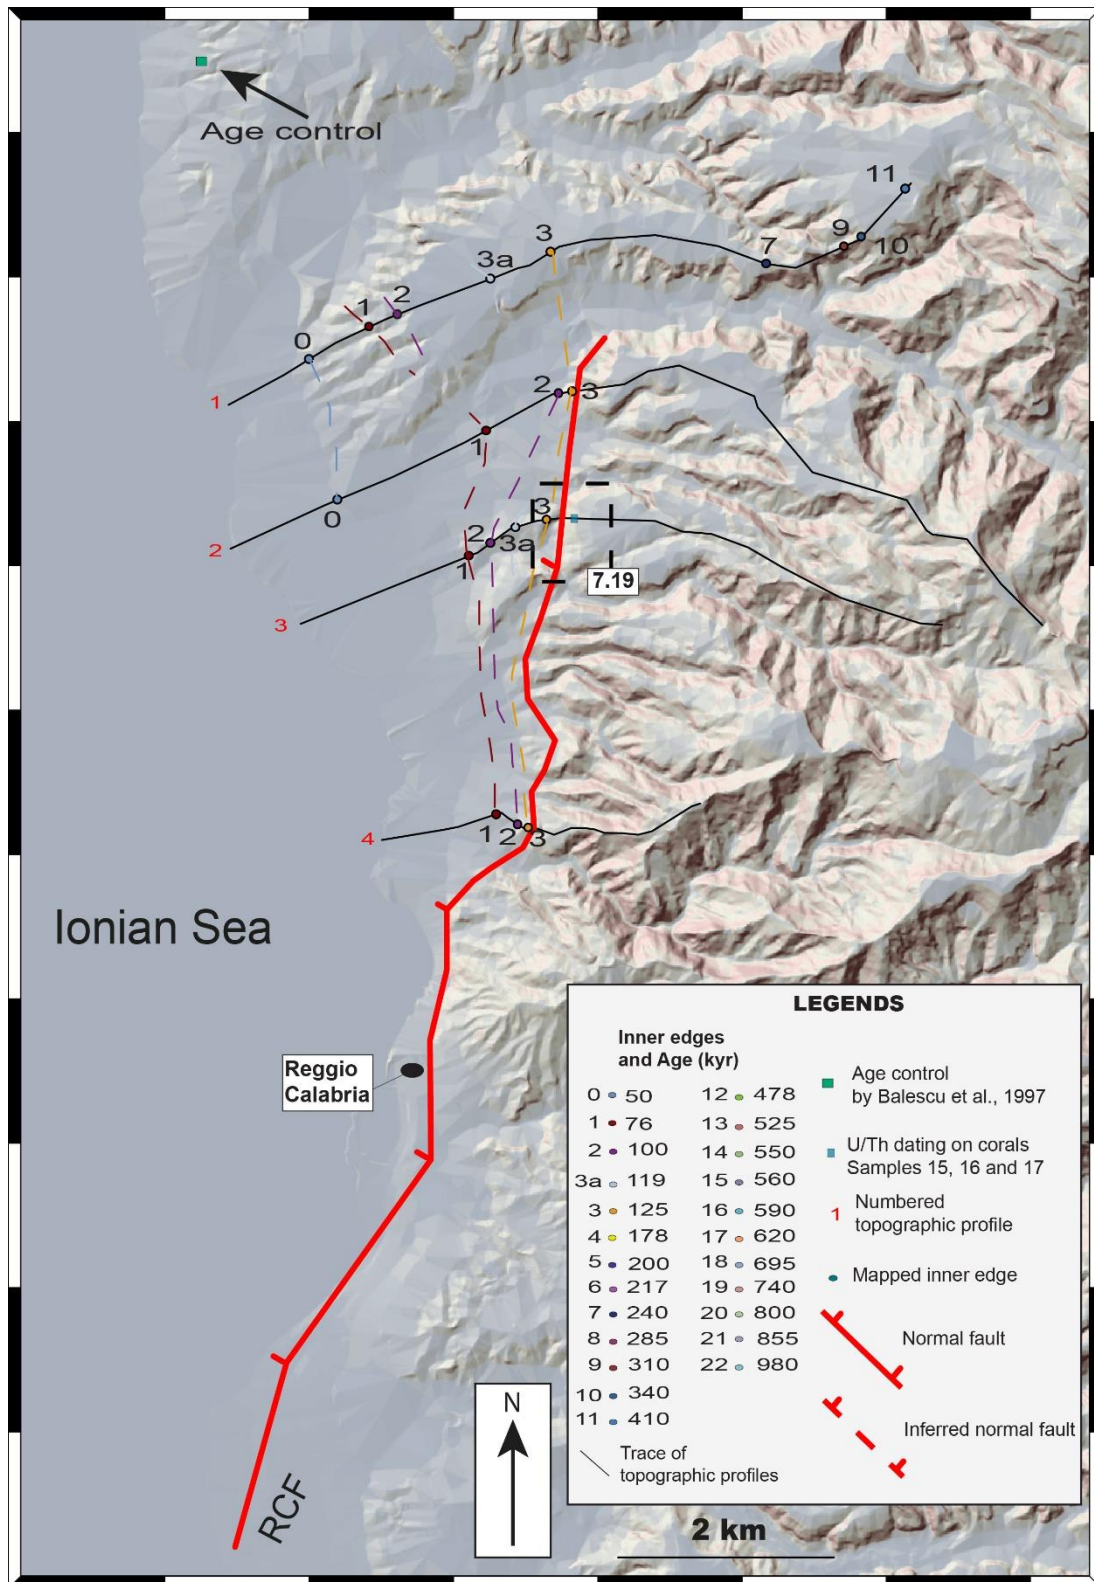 Age control
11
9
10
7
3
3a
2
1
0
1
2
3
1
0
2
3
3a
2
1
3
7.19
1
2
3
4
Ionian Sea
Reggio
Calabria
RCF
N
2 km
LEGENDS
Inner edges
and Age (kyr)
0 50
1 76
2 100
3a 119
3 125
4 178
5 200
6 217
7 240
8 285
9 310
10 340
11 410
12 478
13 525
14 550
15 560
16 590
17 620
18 695
19 740
20 800
21 855
22 980
Trace of
topographic profiles
Age control
by Balescu et al., 1997
U/Th dating on corals
Samples 15, 16 and 17
1 Numbered
topographic profile
Mapped inner edge
Normal fault
Inferred normal fault